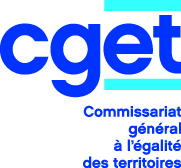 cget
Commissariat
général
à l'égalité
des territoires